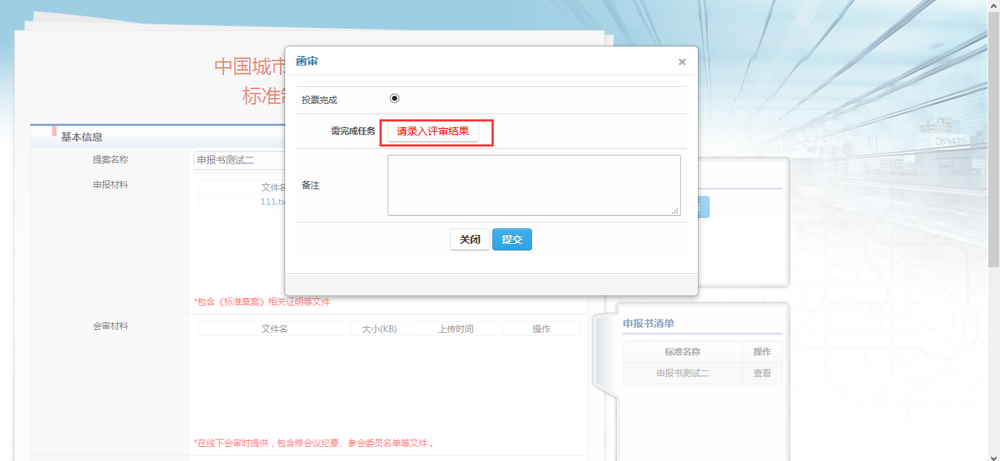 中国城市
标准制
函审
×
投票完成
需完成任务
请录入评审结果
备注
关闭
提交
基本信息
提案名称
申报书测试二
申报材料
文件名
111.tx
*包含《标准草案》相关证明等文件
会审材料
文件名 大小(KB) 上传时间 操作
*在线下会审时提供，包含修会议纪要、参会委员名单等文件 。
ONWARD
申报书清单
标准名称 操作
申报书测试二 查看